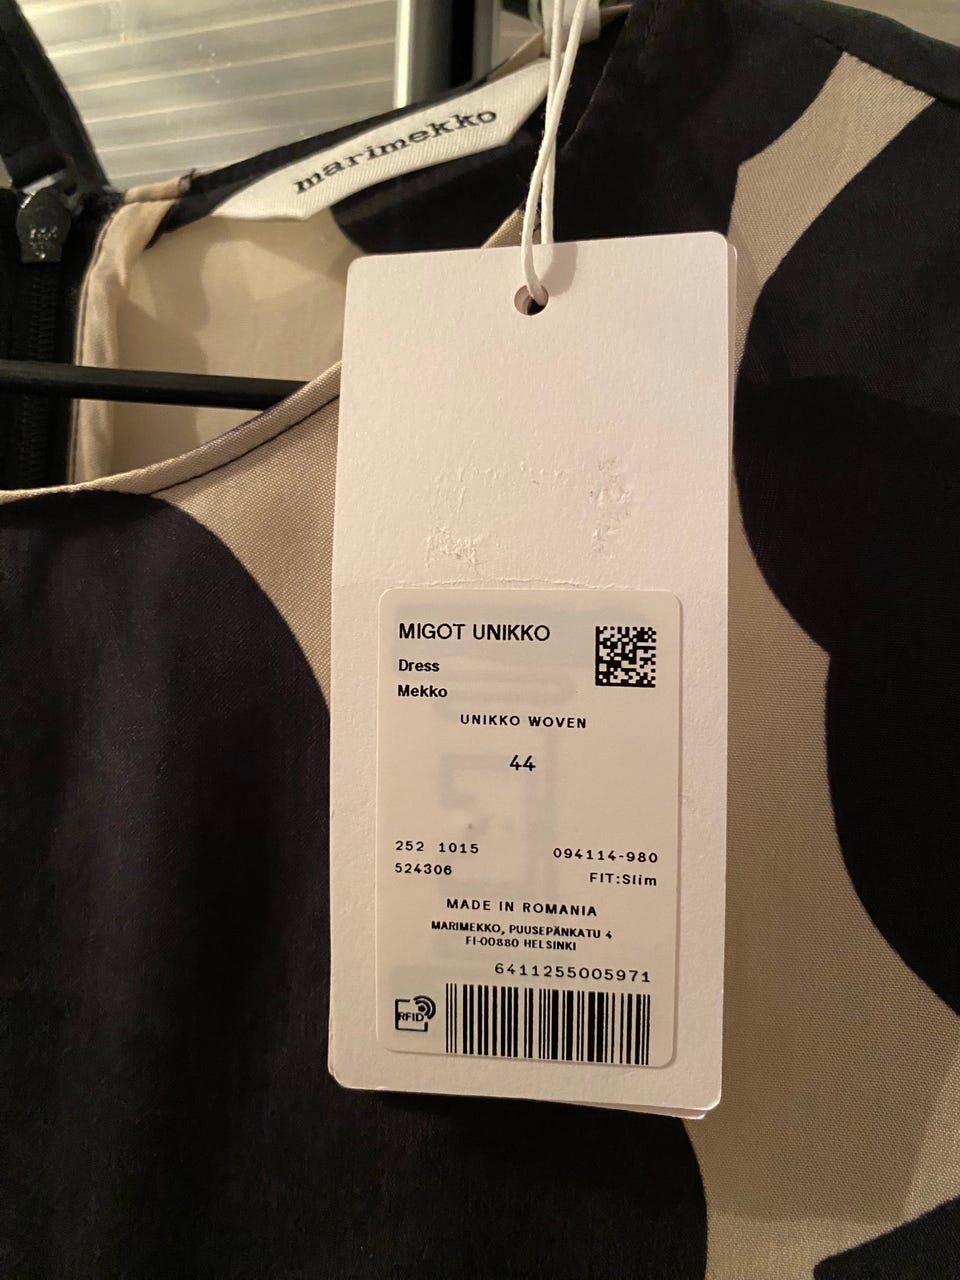 marimekko
MIGOT UNIKKO
Dress
Mekko
UNIKKO WOVEN
44
252 1015
094114-980
524306
FIT:Slim
MADE IN ROMANIA
MARIMEKKO, PUUSEPÄNKATU 4
FI-00880 HELSINKI
6411255005971
RFID